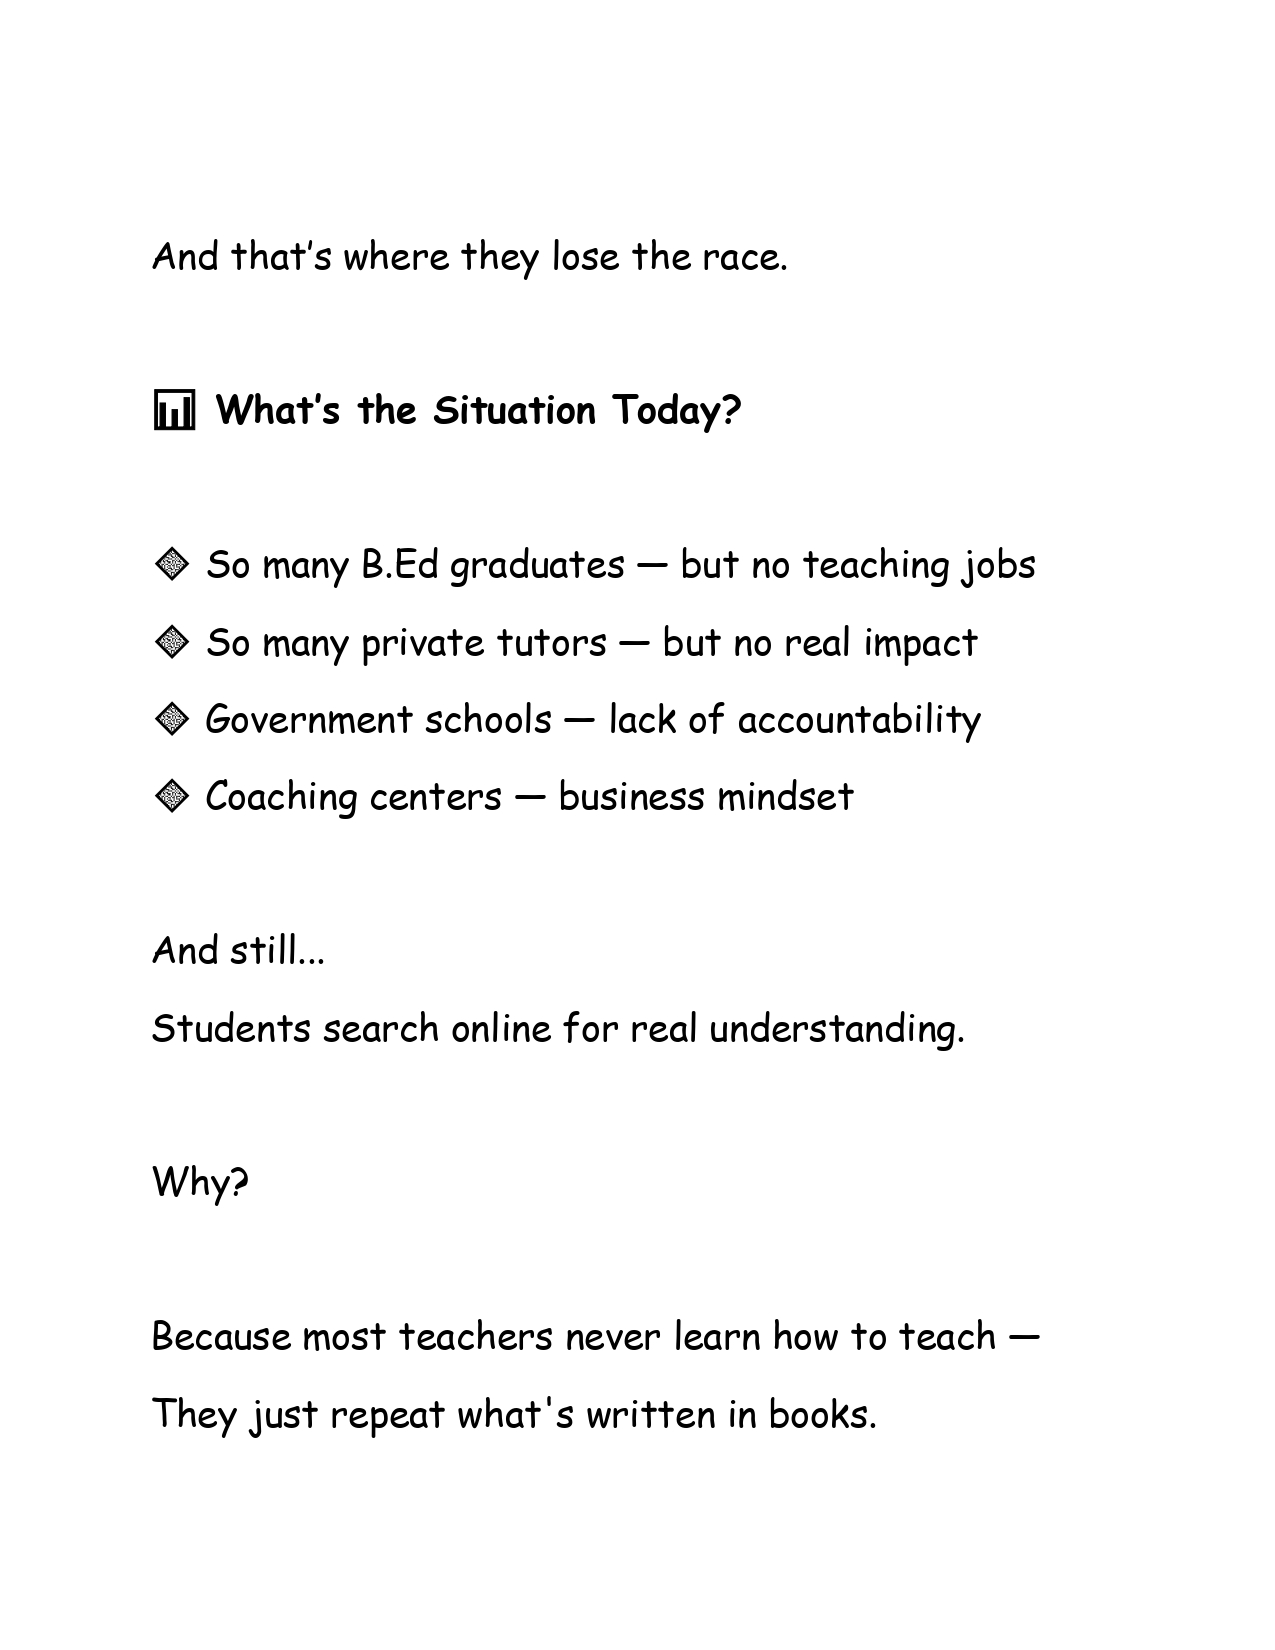 And that’s where they lose the race.
📊 What’s the Situation Today?
🔷 So many B.Ed graduates — but no teaching jobs
🔷 So many private tutors — but no real impact
🔷 Government schools — lack of accountability
🔷 Coaching centers — business mindset
And still...
Students search online for real understanding.
Why?
Because most teachers never learn how to teach —
They just repeat what's written in books.